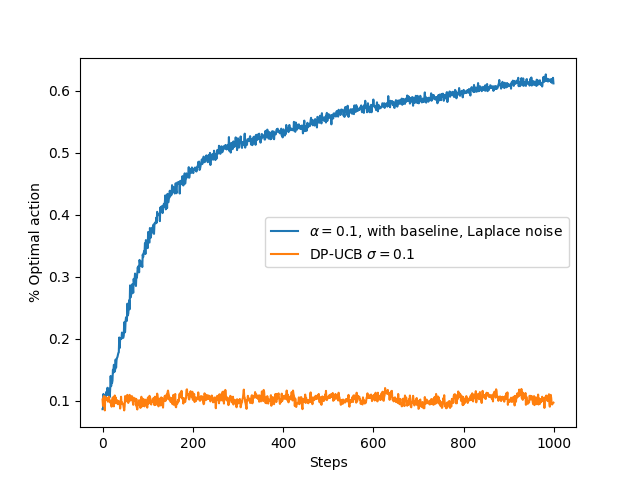 0.6
0.5
0.4
0.3
0.2
0.1
% Optimal action
α = 0.1, with baseline, Laplace noise
DP-UCB σ = 0.1
0 200 400 600 800 1000
Steps